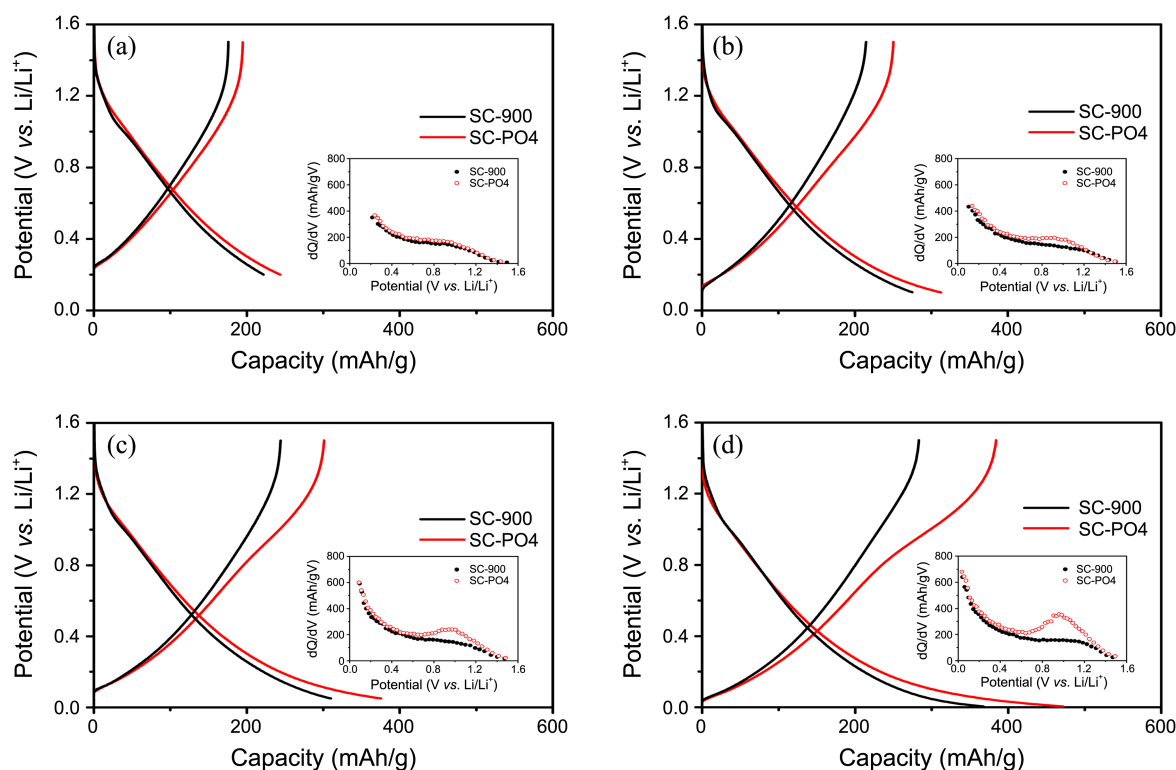 (a)
Potential (V vs. Li/Li+)
1.6
1.2
0.8
0.4
0.0
0 200 400 600
Capacity (mAh/g)
SC-900
SC-PO4
dQ/dV (mAh/gV)
800
600
400
200
0
0.0 0.4 0.8 1.2 1.6
Potential (V vs. Li/Li+)
SC-900
SC-PO4
(b)
Potential (V vs. Li/Li+)
1.6
1.2
0.8
0.4
0.0
0 200 400 600
Capacity (mAh/g)
SC-900
SC-PO4
dQ/dV (mAh/gV)
800
600
400
200
0
0.0 0.4 0.8 1.2 1.6
Potential (V vs. Li/Li+)
SC-900
SC-PO4
(c)
Potential (V vs. Li/Li+)
1.6
1.2
0.8
0.4
0.0
0 200 400 600
Capacity (mAh/g)
SC-900
SC-PO4
dQ/dV (mAh/gV)
800
600
400
200
0
0.0 0.4 0.8 1.2 1.6
Potential (V vs. Li/Li+)
SC-900
SC-PO4
(d)
Potential (V vs. Li/Li+)
1.6
1.2
0.8
0.4
0.0
0 200 400 600
Capacity (mAh/g)
SC-900
SC-PO4
dQ/dV (mAh/gV)
800
600
400
200
0
0.0 0.4 0.8 1.2 1.6
Potential (V vs. Li/Li+)
SC-900
SC-PO4